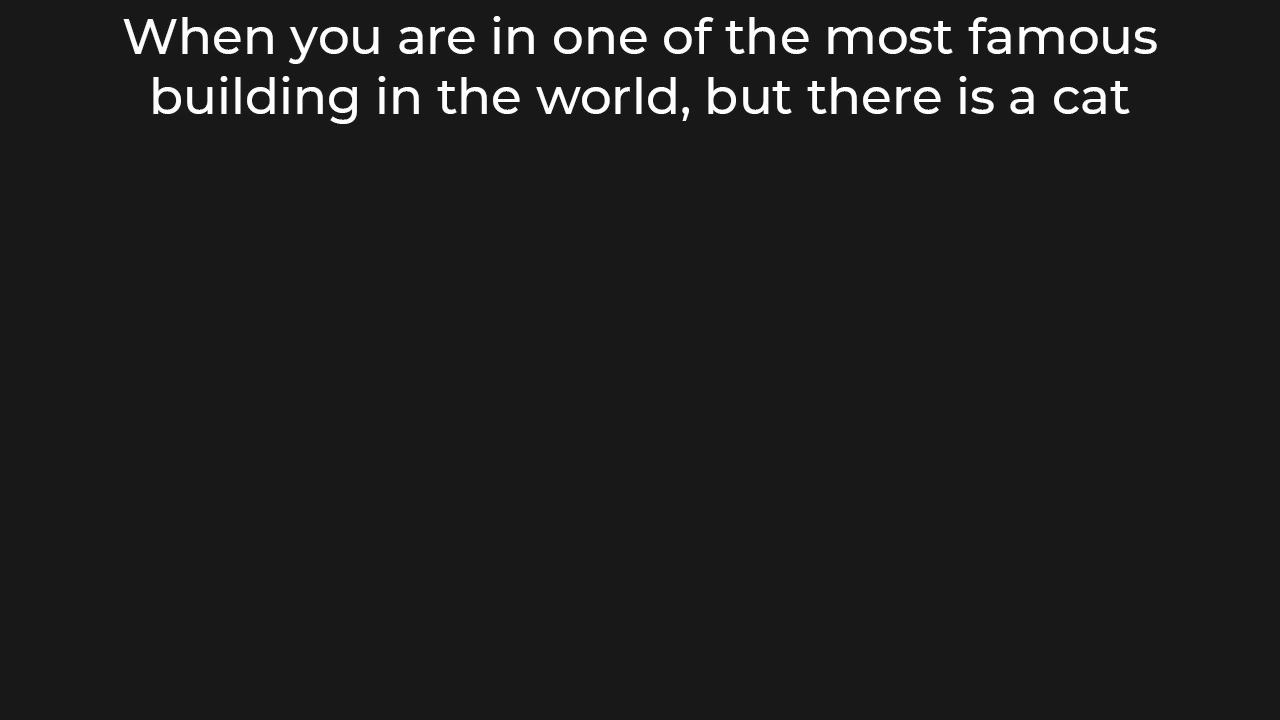 When you are in one of the most famous
building in the world, but there is a cat